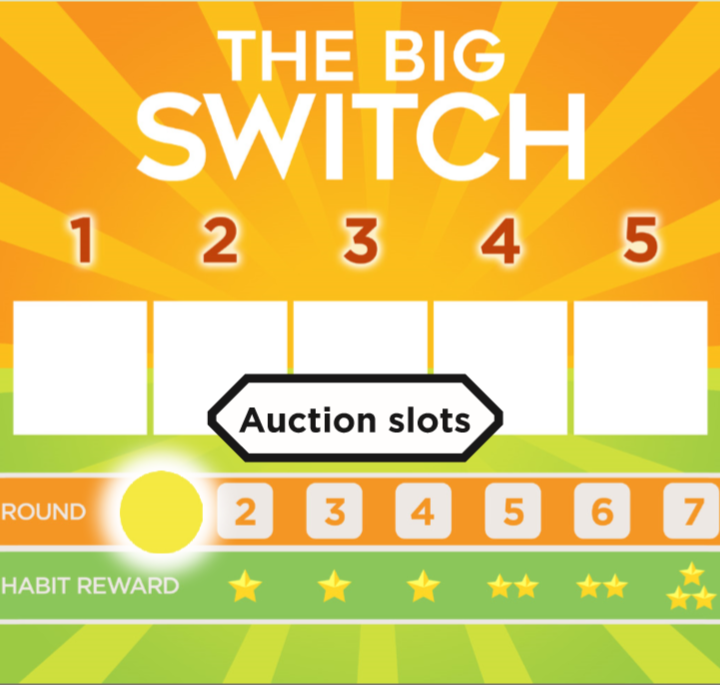 THE BIG
SWITCH
1 2 3 4 5
Auction slots
ROUND 2 3 4 5 6 7
HABIT REWARD